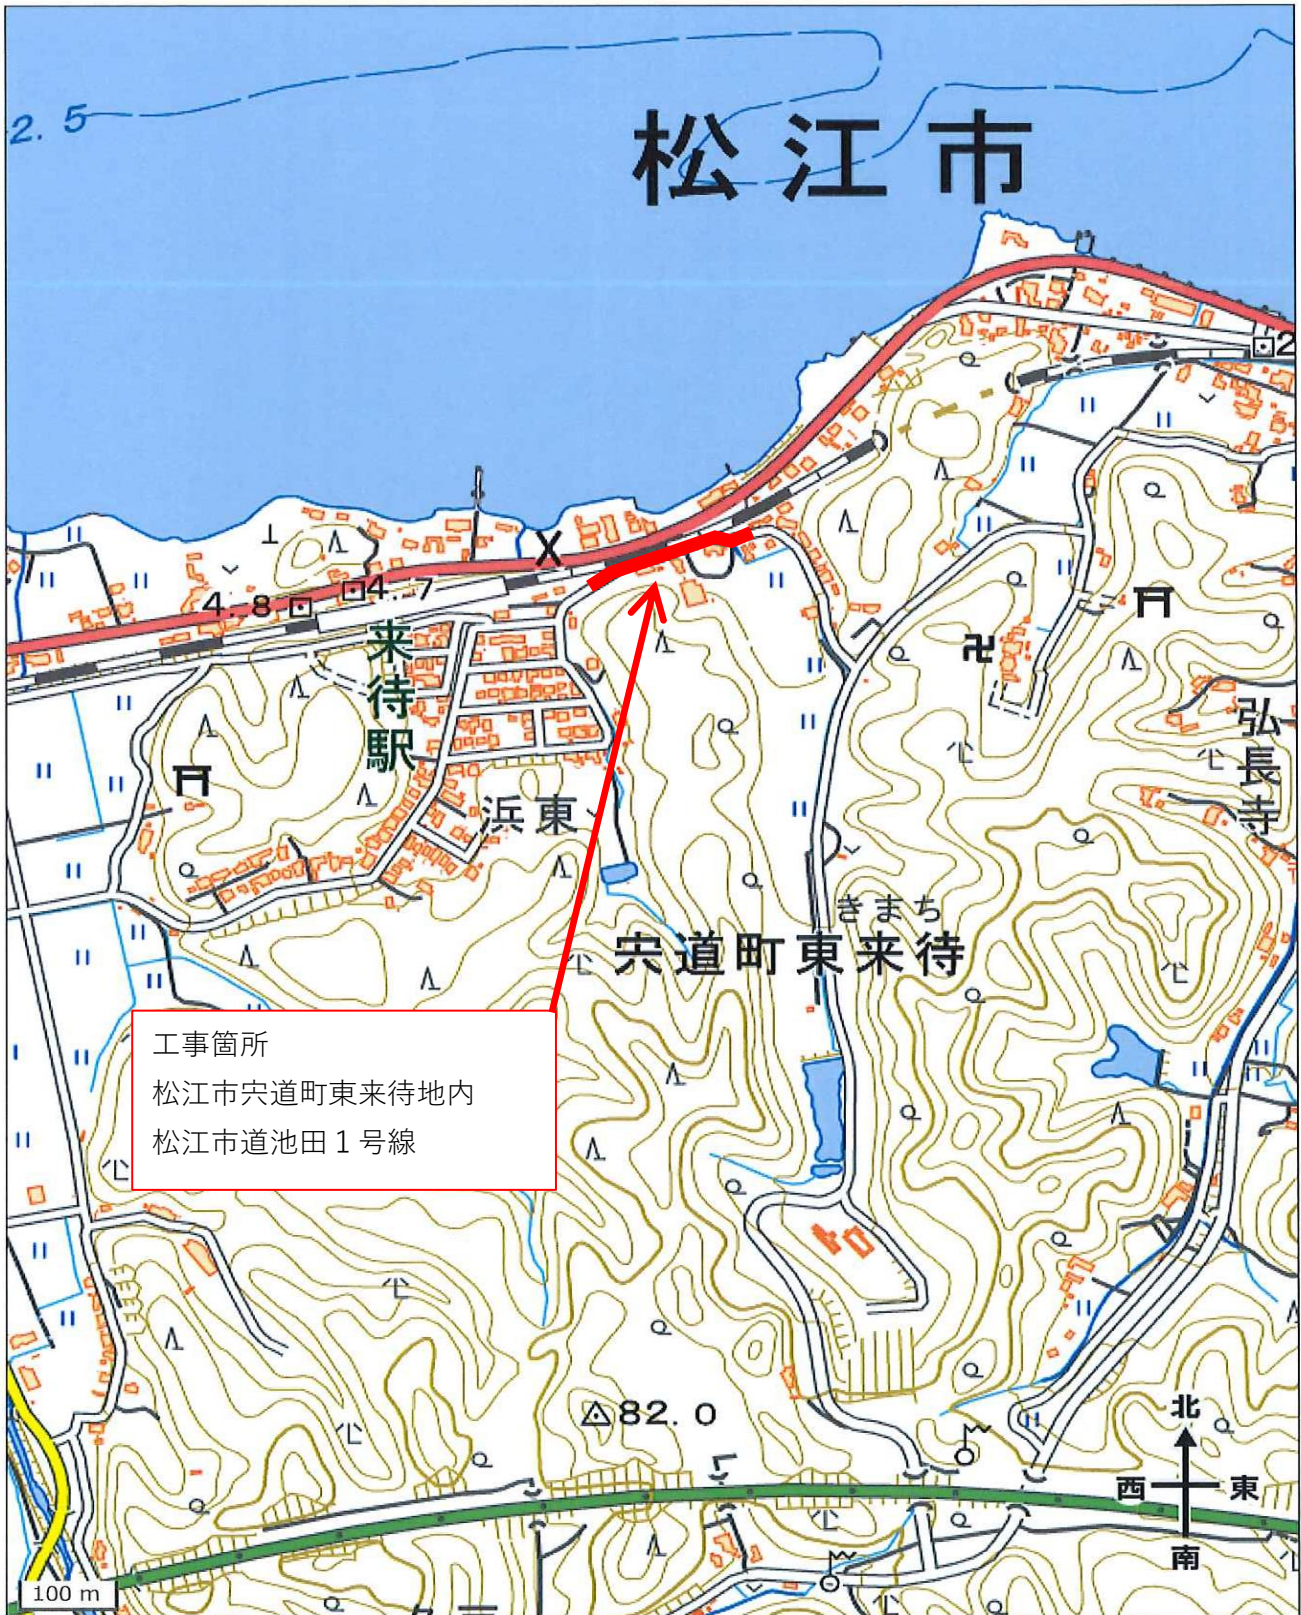 2.5
松江市
2
4.8
4.7
来待駅
弘長寺
浜東
きまち
宍道町東来待
工事箇所
松江市宍道町東来待地内
松江市道池田1号線
82.0
北
西 東
南
100 m